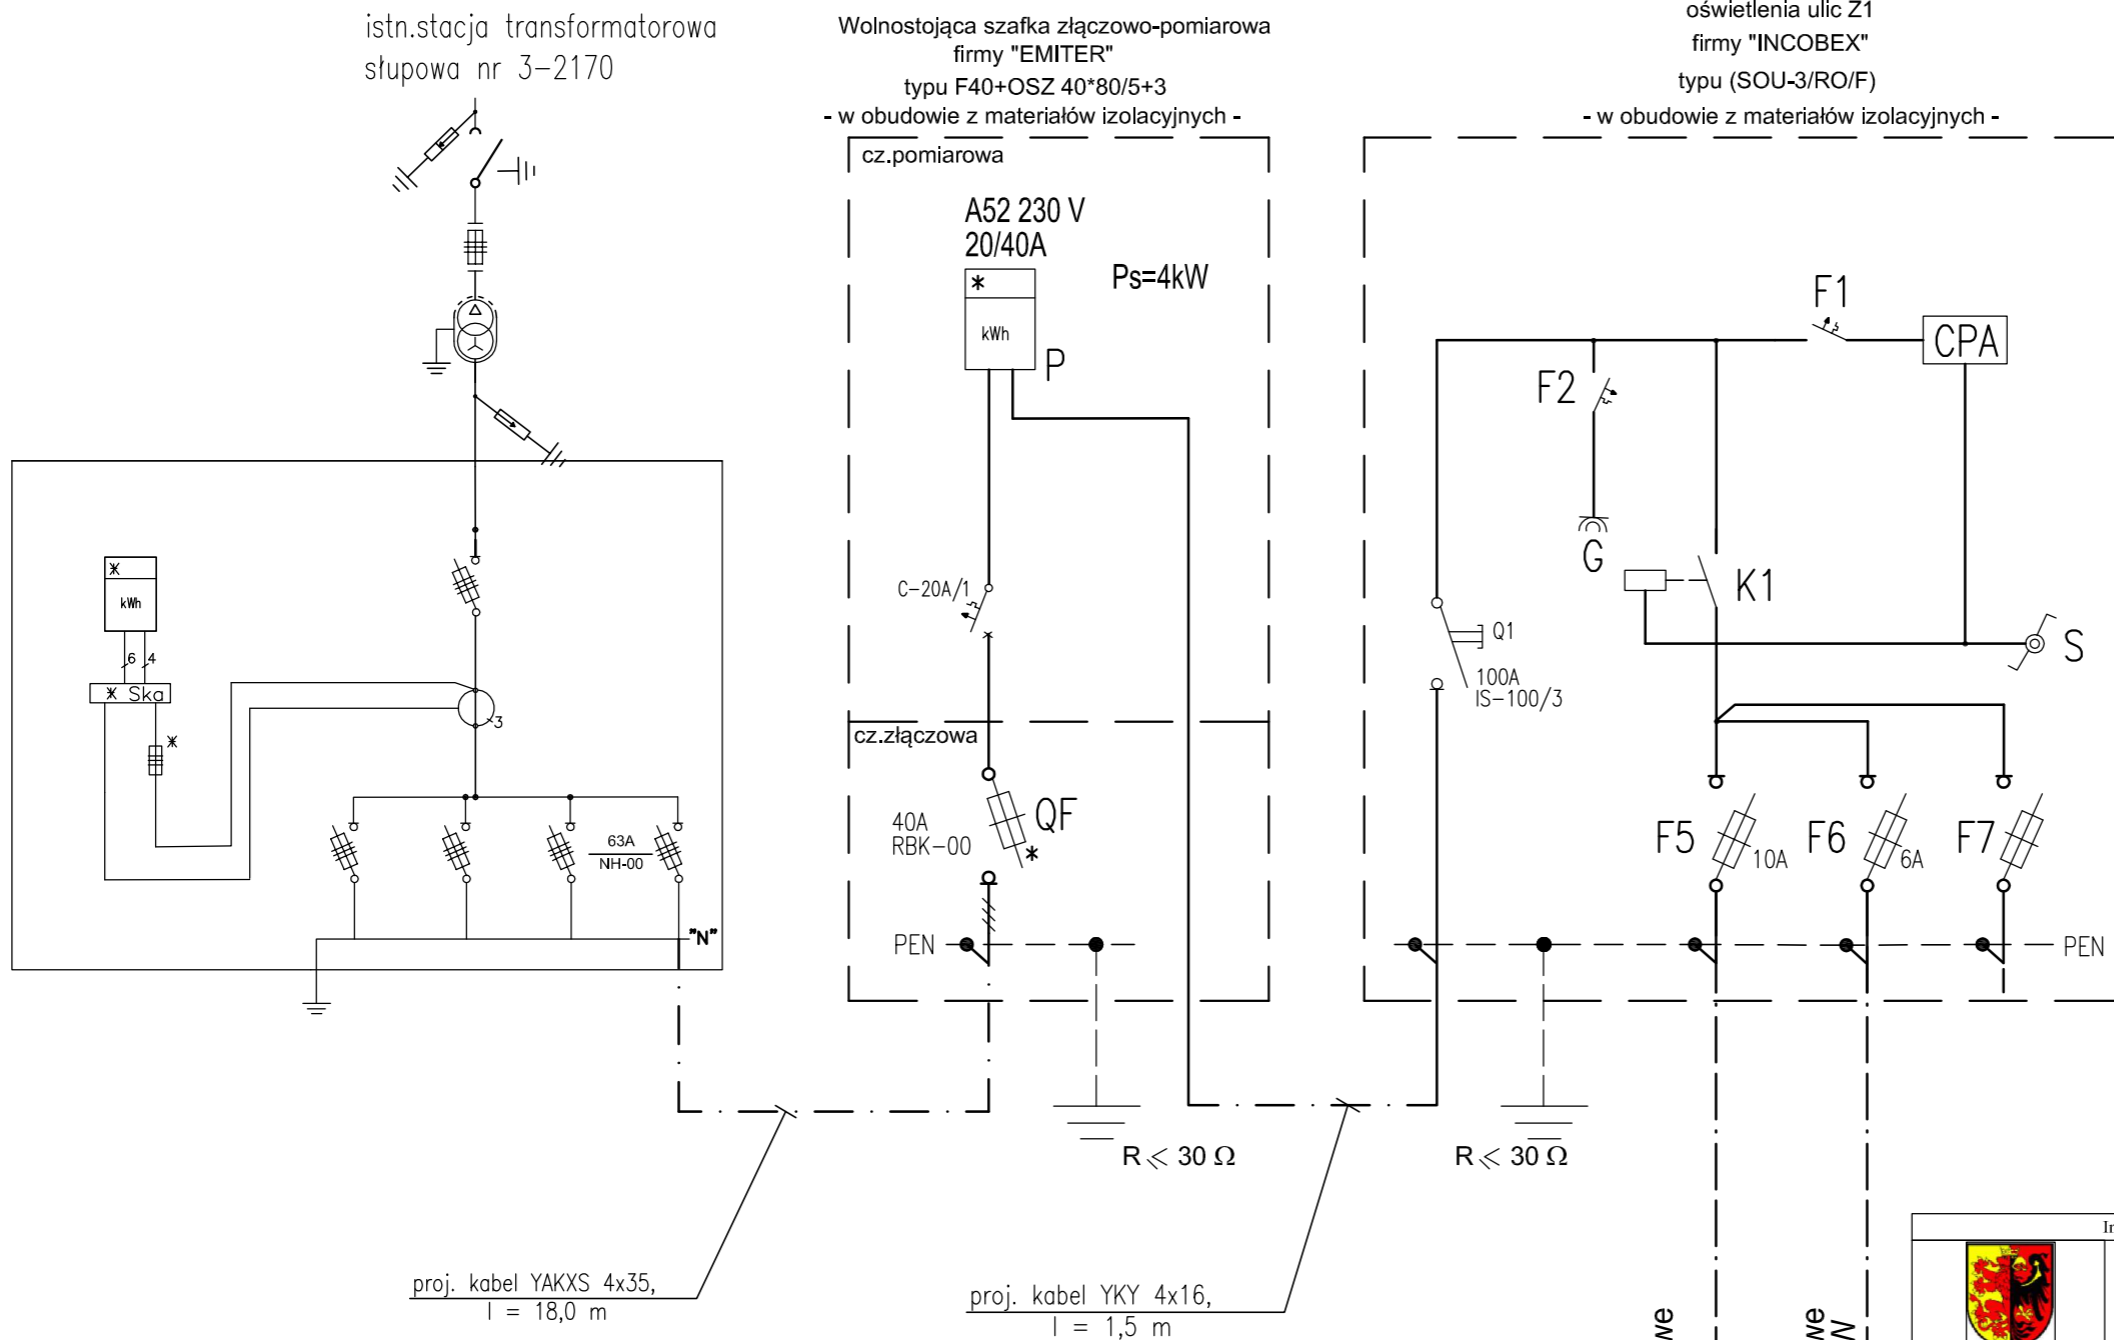 istn.stacja transformatorowa
słupowa nr 3-2170
Wolnostojąca szafka złączowo-pomiarowa
firmy "EMITER"
typu F40+OSZ 40*80/5+3
- w obudowie z materiałów izolacyjnych -
oświetlenia ulic Z1
firmy "INCOBEX"
typu (SOU-3/RO/F)
- w obudowie z materiałów izolacyjnych -
cz.pomiarowa
A52 230 V
20/40A
Ps=4kW
*
kWh
P
C-20A/1
cz.złączowa
40A
RBK-00
QF
*
PEN
R ⩽ 30 Ω
F1
CPA
F2
G
K1
S
Q1
100A
IS-100/3
F5
10A
F6
6A
F7
PEN
R ⩽ 30 Ω
*
kWh
6
4
* Ska
*
3
63A
NH-00
"N"
proj. kabel YAKXS 4x35,
l = 18,0 m
proj. kabel YKY 4x16,
l = 1,5 m